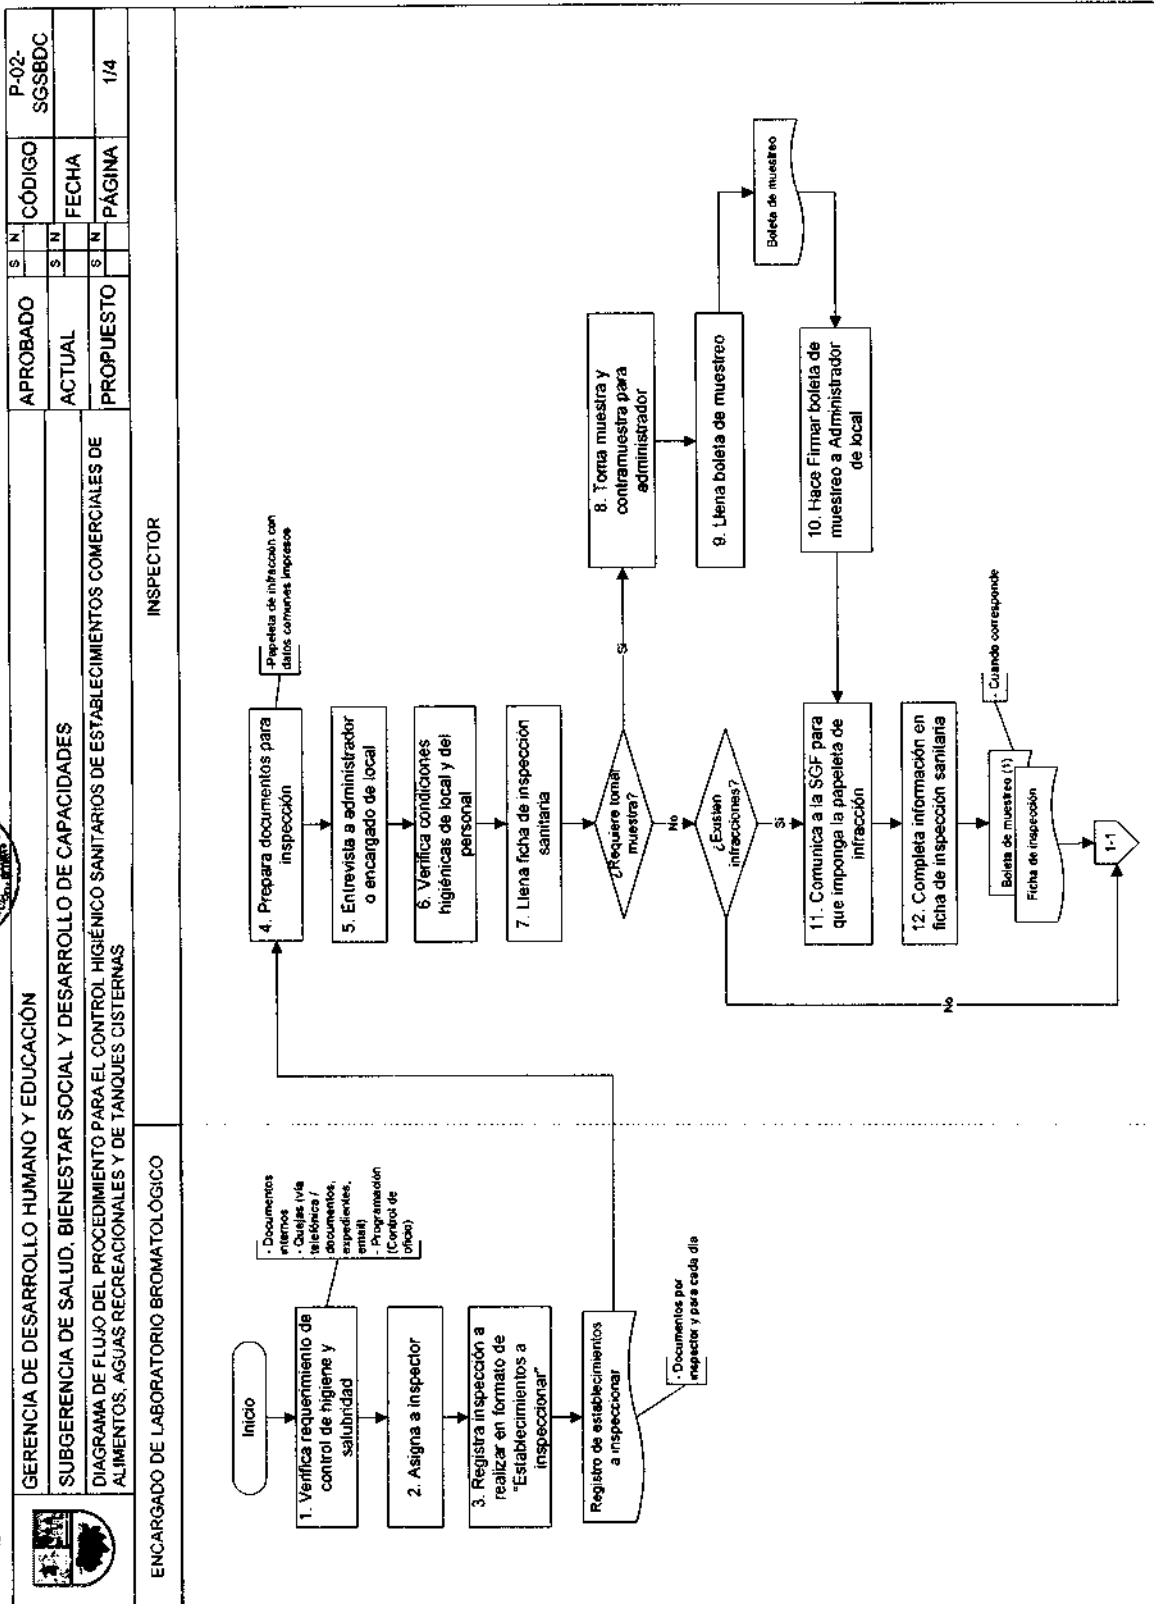 GERENCIA DE DESARROLLO HUMANO Y EDUCACIÓN
SUBGERENCIA DE SALUD, BIENESTAR SOCIAL Y DESARROLLO DE CAPACIDADES
DIAGRAMA DE FLUJO DEL PROCEDIMIENTO PARA EL CONTROL HIGIÉNICO SANITARIOS DE ESTABLECIMIENTOS COMERCIALES DE
ALIMENTOS, AGUAS RECREACIONALES Y DE TANQUES CISTERNAS
APROBADO
S N
CÓDIGO
P-02-
SGSBDC
ACTUAL
S N
FECHA
PROPUESTO
S N
PÁGINA
1/4
ENCARGADO DE LABORATORIO BROMATOLÓGICO
INSPECTOR
Inicio
1. Verifica requerimiento de
control de higiene y
salubridad
- Documentos
internos
- Quejas (vía
telefónica /
documentos,
expedientes,
email)
- Programación
(Control de
oficio)
2. Asigna a inspector
3. Registra inspección a
realizar en formato de
"Establecimientos a
inspeccionar"
Registro de establecimientos
a inspeccionar
- Documentos por
inspector y para cada día
4. Prepara documentos para
inspección
-Papeleta de infracción con
datos comunes impresos
5. Entrevista a administrador
o encargado de local
6. Verifica condiciones
higiénicas de local y del
personal
7. Llena ficha de inspección
sanitaria
¿Requiere tomar
muestra?
Si
No
8. Toma muestra y
contramuestra para
administrador
9. Llena boleta de muestreo
Boleta de muestreo
10. Hace Firmar boleta de
muestreo a Administrador
de local
¿Existen
infracciones?
Si
No
11. Comunica a la SGF para
que imponga la papeleta de
infracción
12. Completa información en
ficha de inspección sanitaria
- Cuando corresponde
Boleta de muestreo (1)
Ficha de inspección
1-1